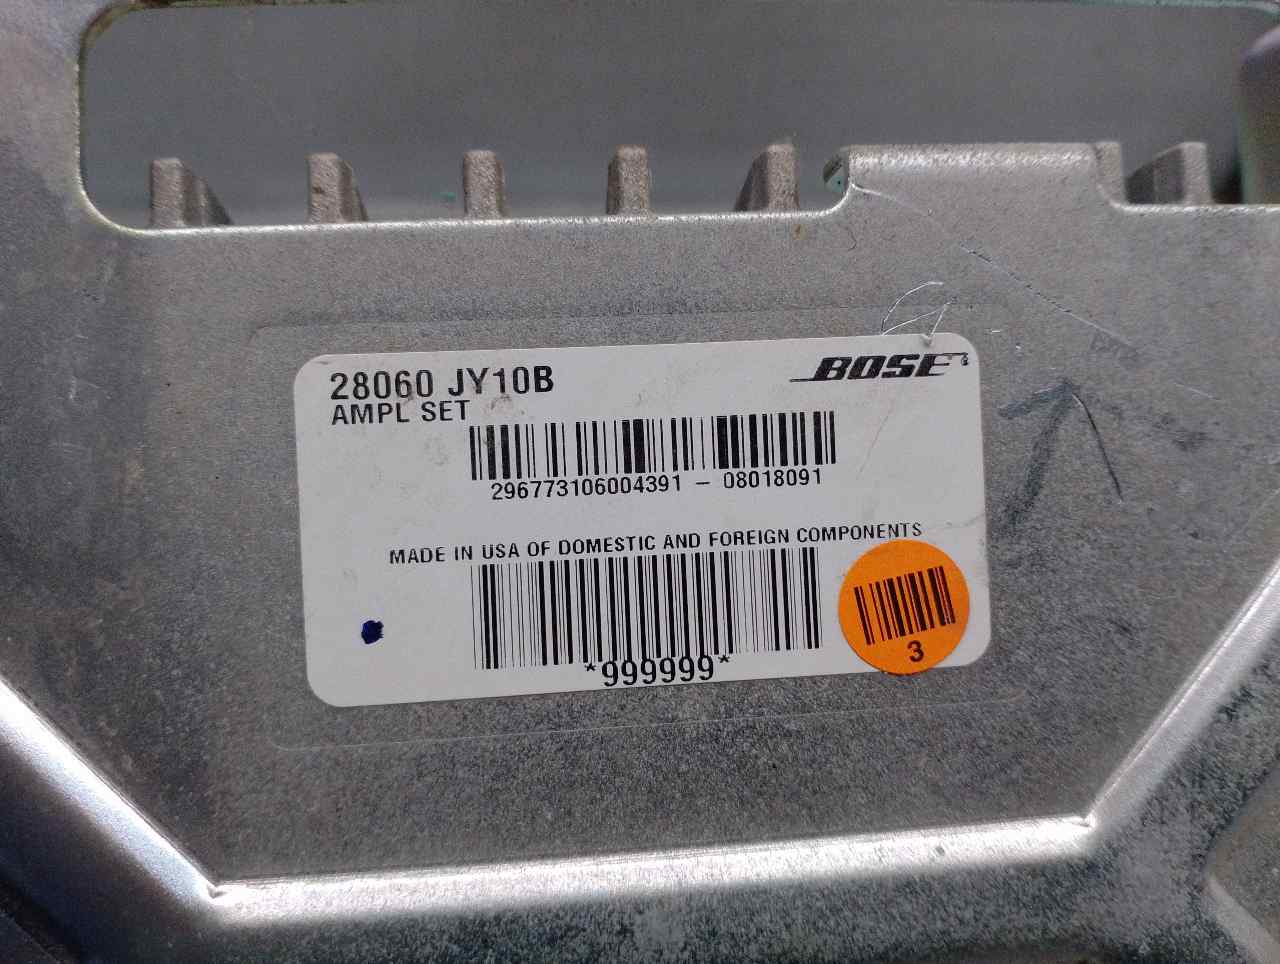 28060 JY10B
BOSE
AMPL SET
296773106004391 - 08018091
MADE IN USA OF DOMESTIC AND FOREIGN COMPONENTS
*999999*
3